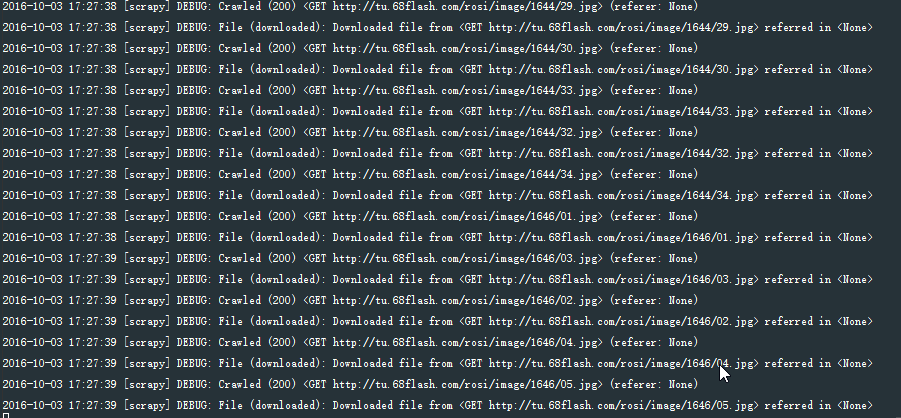 2016-10-03 17:27:38 [scrapy] DEBUG: Crawled (200) <GET http://tu.68flash.com/rosi/image/1644/29.jpg> (referer: None)
2016-10-03 17:27:38 [scrapy] DEBUG: File (downloaded): Downloaded file from <GET http://tu.68flash.com/rosi/image/1644/29.jpg> referred in <None>
2016-10-03 17:27:38 [scrapy] DEBUG: Crawled (200) <GET http://tu.68flash.com/rosi/image/1644/30.jpg> (referer: None)
2016-10-03 17:27:38 [scrapy] DEBUG: File (downloaded): Downloaded file from <GET http://tu.68flash.com/rosi/image/1644/30.jpg> referred in <None>
2016-10-03 17:27:38 [scrapy] DEBUG: Crawled (200) <GET http://tu.68flash.com/rosi/image/1644/33.jpg> (referer: None)
2016-10-03 17:27:38 [scrapy] DEBUG: File (downloaded): Downloaded file from <GET http://tu.68flash.com/rosi/image/1644/33.jpg> referred in <None>
2016-10-03 17:27:38 [scrapy] DEBUG: Crawled (200) <GET http://tu.68flash.com/rosi/image/1644/32.jpg> (referer: None)
2016-10-03 17:27:38 [scrapy] DEBUG: File (downloaded): Downloaded file from <GET http://tu.68flash.com/rosi/image/1644/32.jpg> referred in <None>
2016-10-03 17:27:38 [scrapy] DEBUG: Crawled (200) <GET http://tu.68flash.com/rosi/image/1644/34.jpg> (referer: None)
2016-10-03 17:27:38 [scrapy] DEBUG: File (downloaded): Downloaded file from <GET http://tu.68flash.com/rosi/image/1644/34.jpg> referred in <None>
2016-10-03 17:27:38 [scrapy] DEBUG: Crawled (200) <GET http://tu.68flash.com/rosi/image/1646/01.jpg> (referer: None)
2016-10-03 17:27:38 [scrapy] DEBUG: File (downloaded): Downloaded file from <GET http://tu.68flash.com/rosi/image/1646/01.jpg> referred in <None>
2016-10-03 17:27:39 [scrapy] DEBUG: Crawled (200) <GET http://tu.68flash.com/rosi/image/1646/03.jpg> (referer: None)
2016-10-03 17:27:39 [scrapy] DEBUG: File (downloaded): Downloaded file from <GET http://tu.68flash.com/rosi/image/1646/03.jpg> referred in <None>
2016-10-03 17:27:39 [scrapy] DEBUG: Crawled (200) <GET http://tu.68flash.com/rosi/image/1646/02.jpg> (referer: None)
2016-10-03 17:27:39 [scrapy] DEBUG: File (downloaded): Downloaded file from <GET http://tu.68flash.com/rosi/image/1646/02.jpg> referred in <None>
2016-10-03 17:27:39 [scrapy] DEBUG: Crawled (200) <GET http://tu.68flash.com/rosi/image/1646/04.jpg> (referer: None)
2016-10-03 17:27:39 [scrapy] DEBUG: File (downloaded): Downloaded file from <GET http://tu.68flash.com/rosi/image/1646/04.jpg> referred in <None>
2016-10-03 17:27:39 [scrapy] DEBUG: Crawled (200) <GET http://tu.68flash.com/rosi/image/1646/05.jpg> (referer: None)
2016-10-03 17:27:39 [scrapy] DEBUG: File (downloaded): Downloaded file from <GET http://tu.68flash.com/rosi/image/1646/05.jpg> referred in <None>